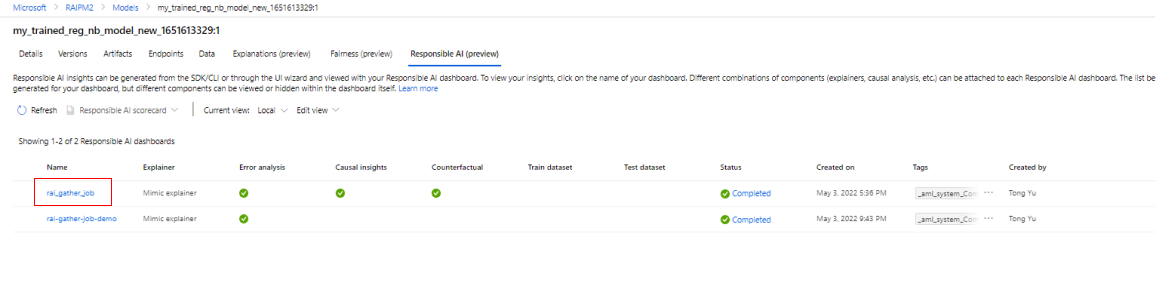 Microsoft > RAIPM2 > Models > my_trained_reg_nb_model_new_1651613329:1
my_trained_reg_nb_model_new_1651613329:1
Details Versions Artifacts Endpoints Data Explanations (preview) Fairness (preview) Responsible AI (preview)
Responsible AI Insights can be generated from the SDK/CLI or through the UI wizard and viewed with your Responsible AI dashboard. To view your insights, click on the name of your dashboard. Different combinations of components (explainers, causal analysis, etc.) can be attached to each Responsible AI dashboard. The list be
generated for your dashboard, but different components can be viewed or hidden within the dashboard itself. Learn more
Refresh Responsible AI scorecard Current view: Local Edit view
Showing 1-2 of 2 Responsible AI dashboards
Name Explainer Error analysis Causal insights Counterfactual Train dataset Test dataset Status Created on Tags Created by
rai_gather_job Mimic explainer Completed May 3, 2022 5:36 PM _aml_system_Com ··· Tong Yu
rai-gather-job-demo Mimic explainer Completed May 3, 2022 9:43 PM _aml_system_Com ··· Tong Yu